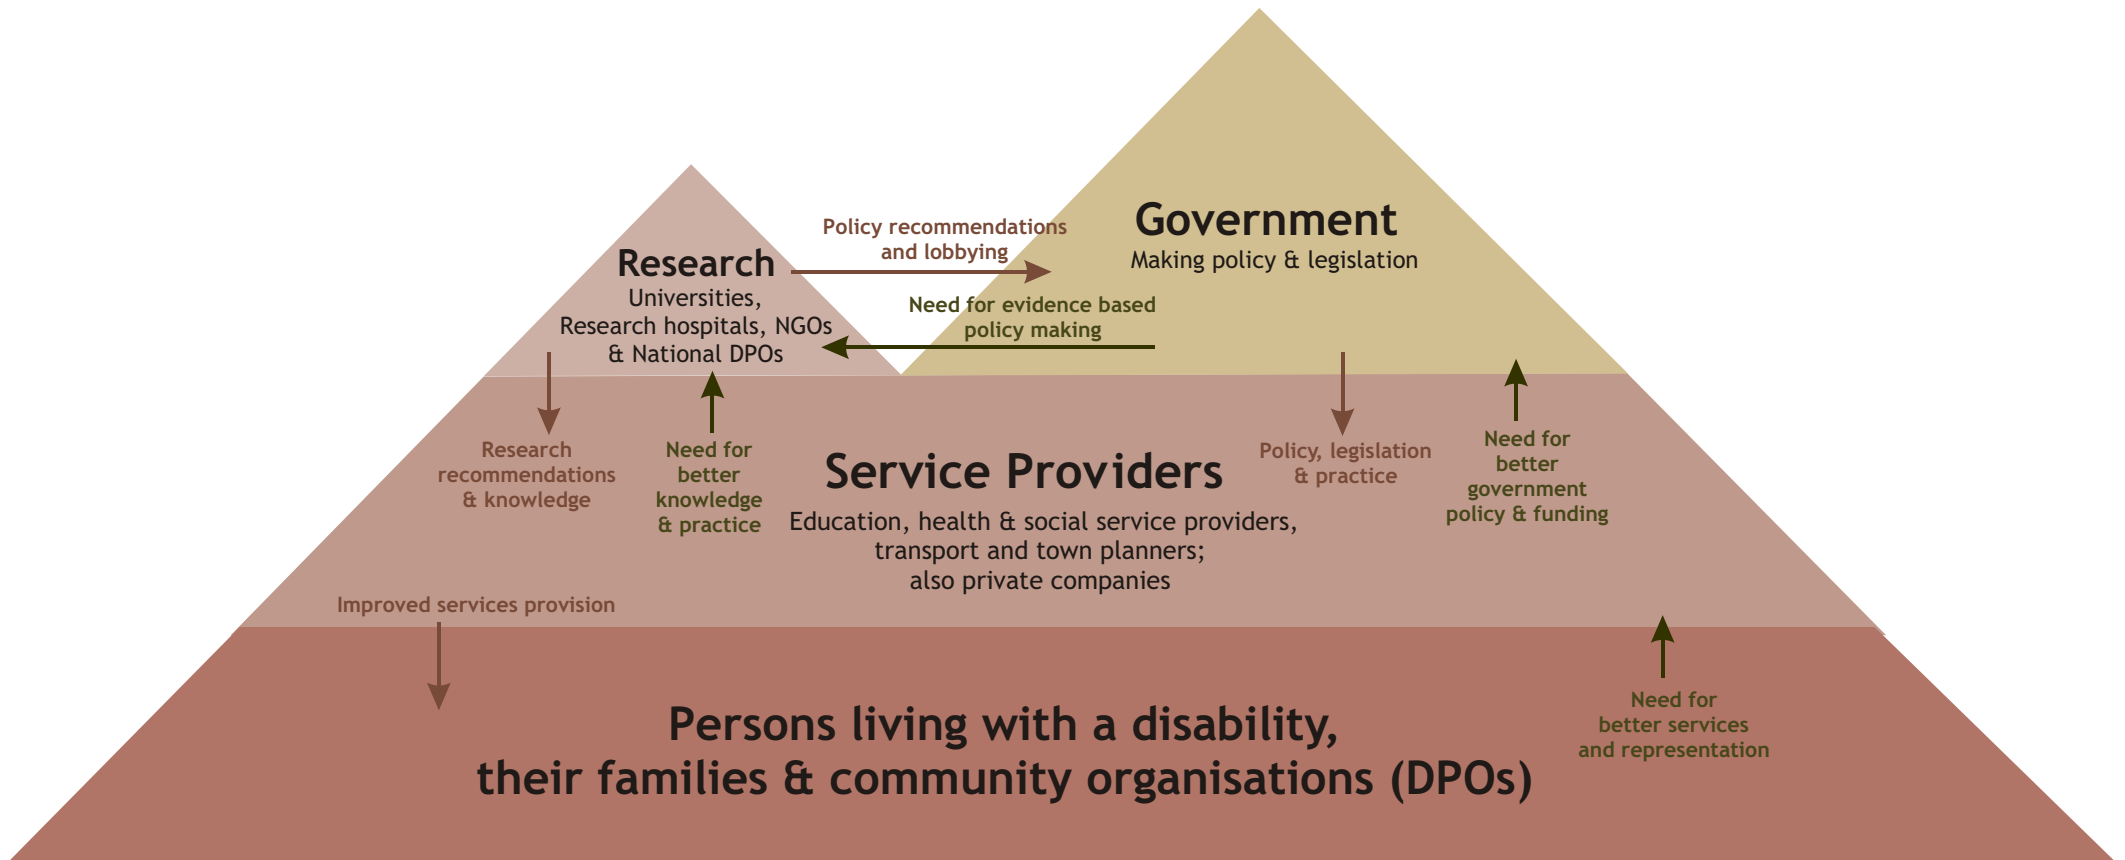 Government
Making policy & legislation
Policy recommendations
and lobbying
Research
Universities,
Research hospitals, NGOs
& National DPOs
Need for evidence based
policy making
Research
recommendations
& knowledge
Need for
better
knowledge
& practice
Service Providers
Education, health & social service providers,
transport and town planners;
also private companies
Policy, legislation
& practice
Need for
better
government
policy & funding
Improved services provision
Persons living with a disability,
their families & community organisations (DPOs)
Need for
better services
and representation